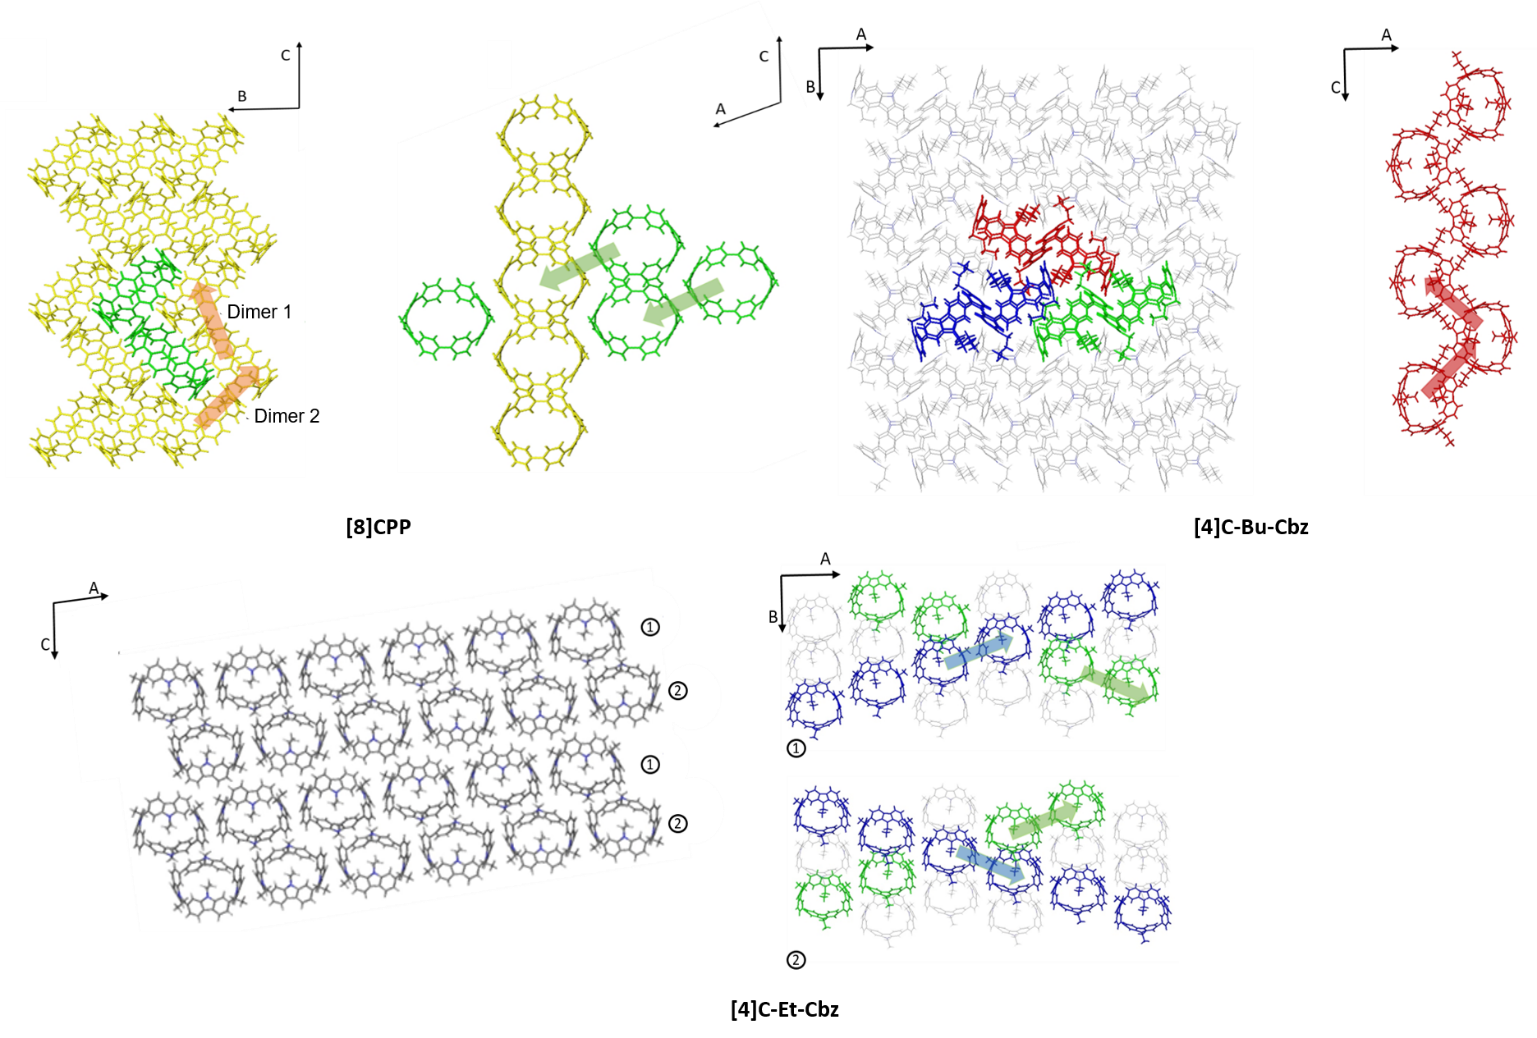 C
B
Dimer 1
Dimer 2
C
A
A
B
A
C
[8]CPP
[4]C-Bu-Cbz
A
C
①
②
①
②
A
B
①
②
[4]C-Et-Cbz